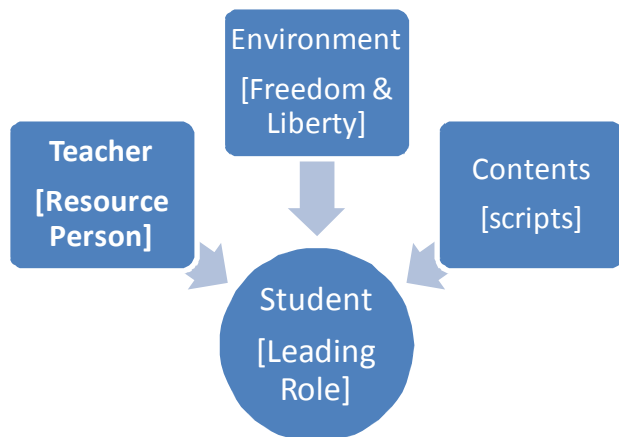 Environment
[Freedom &
Liberty]
Teacher
[Resource
Person]
Contents
[scripts]
Student
[Leading
Role]